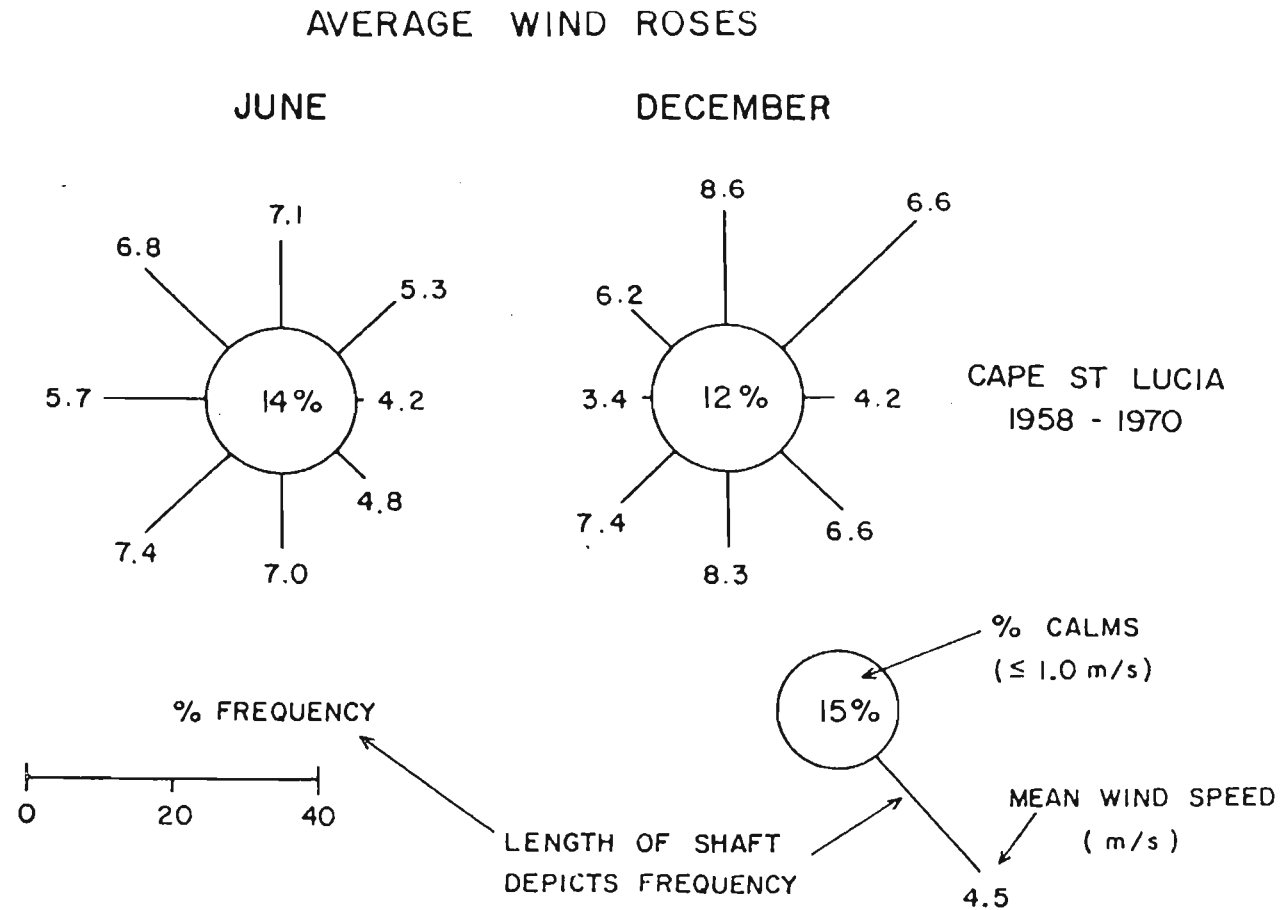 AVERAGE WIND ROSES
JUNE
DECEMBER
7.1
6.8
5.3
5.7
14%
4.2
4.8
7.4
7.0
8.6
6.6
6.2
3.4
12%
4.2
7.4
6.6
8.3
CAPE ST LUCIA
1958 - 1970
% FREQUENCY
0 20 40
LENGTH OF SHAFT
DEPICTS FREQUENCY
% CALMS
(≤ 1.0 m/s)
15%
MEAN WIND SPEED
( m/s )
4.5